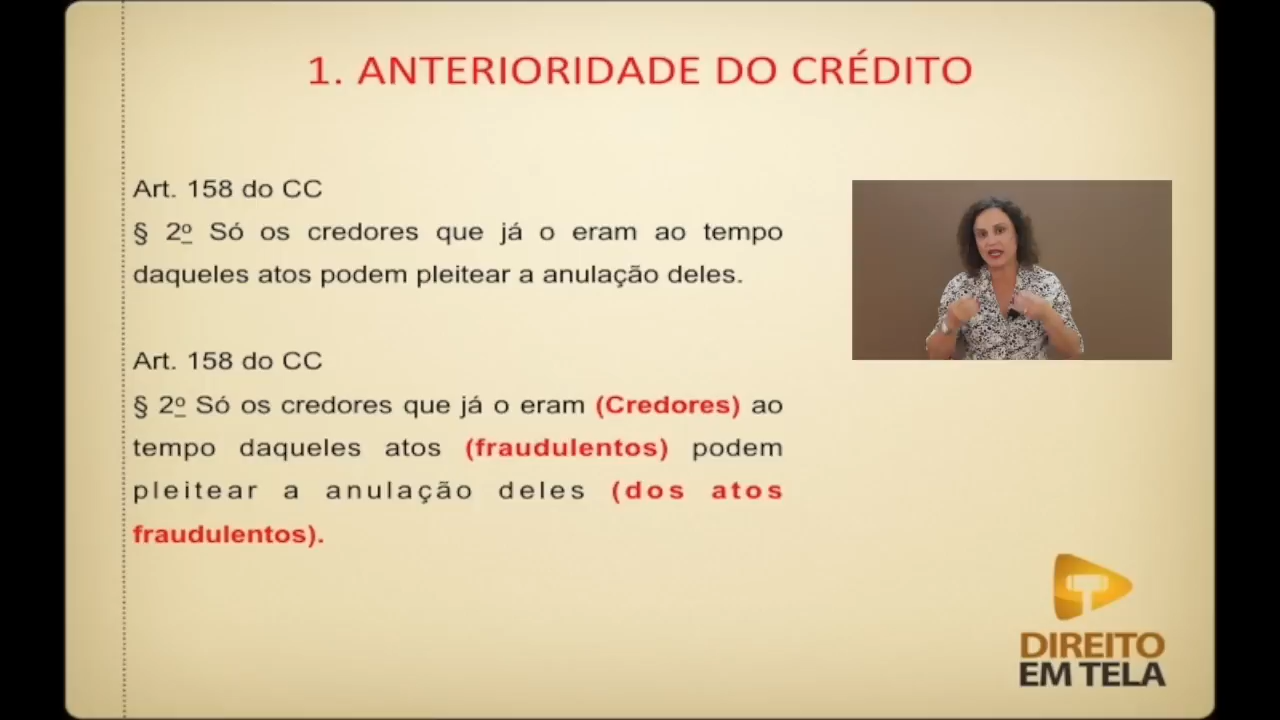 1. ANTERIORIDADE DO CRÉDITO
Art. 158 do CC
§ 2º Só os credores que já o eram ao tempo
daqueles atos podem pleitear a anulação deles.
Art. 158 do CC
§ 2º Só os credores que já o eram (Credores) ao
tempo daqueles atos (fraudulentos) podem
pleitear a anulação deles (dos atos
fraudulentos).
DIREITO
EM TELA